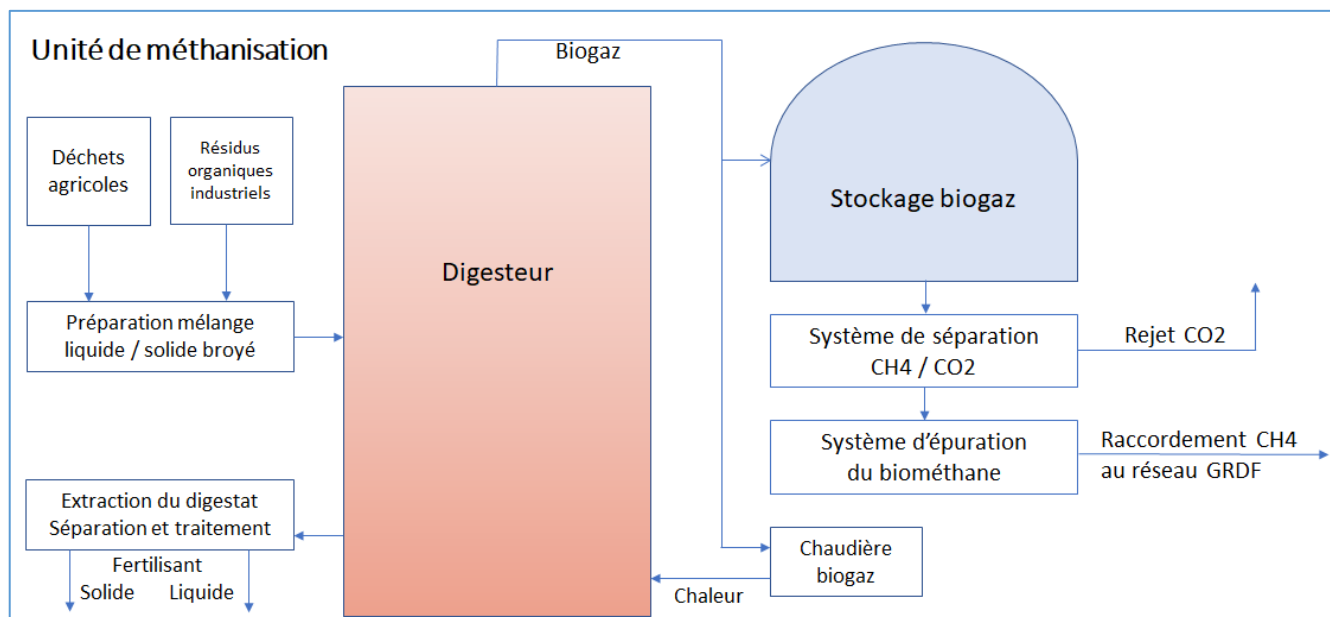 Unité de méthanisation
Biogaz
Déchets
agricoles
Résidus
organiques
industriels
Stockage biogaz
Digesteur
Préparation mélange
liquide / solide broyé
Système de séparation
CH4 / CO2
Rejet CO2
Système d'épuration
du biométhane
Raccordement CH4
au réseau GRDF
Extraction du digestat
Séparation et traitement
Fertilisant
Solide Liquide
Chaudière
biogaz
Chaleur